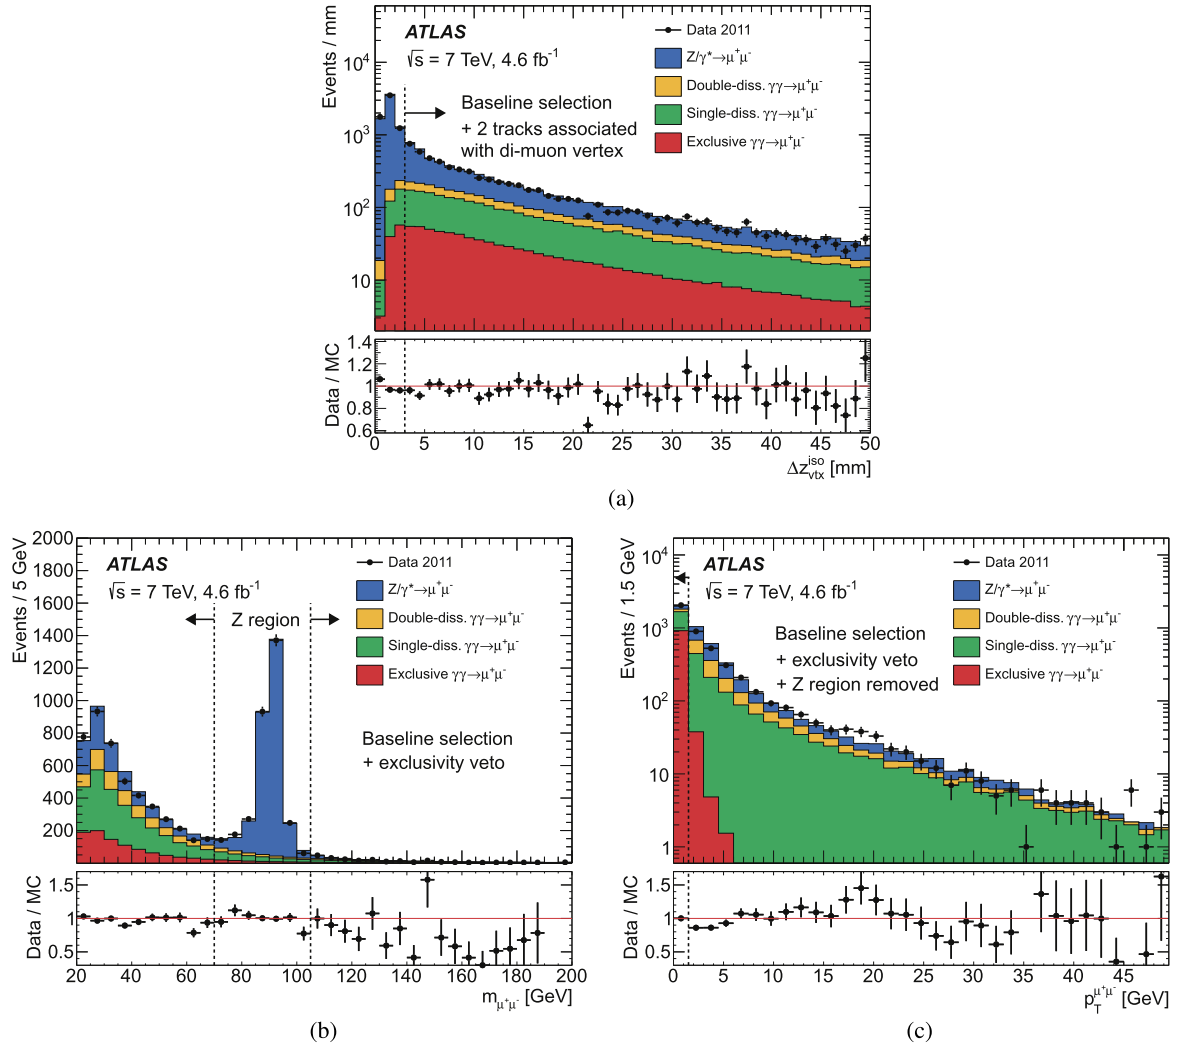 Events / mm
ATLAS
√s = 7 TeV, 4.6 fb⁻¹
Baseline selection
+ 2 tracks associated
with di-muon vertex
Data 2011
Z/γ*→μ⁺μ⁻
Double-diss. γγ→μ⁺μ⁻
Single-diss. γγ→μ⁺μ⁻
Exclusive γγ→μ⁺μ⁻
10⁴
10³
10²
10
Data / MC
1.4
1.2
1
0.8
0.6
0 5 10 15 20 25 30 35 40 45 50
Δz^iso_vtx [mm]
(a)
Events / 5 GeV
2000
1800
1600
1400
1200
1000
800
600
400
200
ATLAS
√s = 7 TeV, 4.6 fb⁻¹
Z region
Data 2011
Z/γ*→μ⁺μ⁻
Double-diss. γγ→μ⁺μ⁻
Single-diss. γγ→μ⁺μ⁻
Exclusive γγ→μ⁺μ⁻
Baseline selection
+ exclusivity veto
Data / MC
1.5
1
0.5
20 40 60 80 100 120 140 160 180 200
m_μ⁺μ⁻ [GeV]
(b)
Events / 1.5 GeV
10⁴
10³
10²
10
1
ATLAS
√s = 7 TeV, 4.6 fb⁻¹
Data 2011
Z/γ*→μ⁺μ⁻
Double-diss. γγ→μ⁺μ⁻
Single-diss. γγ→μ⁺μ⁻
Exclusive γγ→μ⁺μ⁻
Baseline selection
+ exclusivity veto
+ Z region removed
Data / MC
1.5
1
0.5
0 5 10 15 20 25 30 35 40 45
p_T^μ⁺μ⁻ [GeV]
(c)